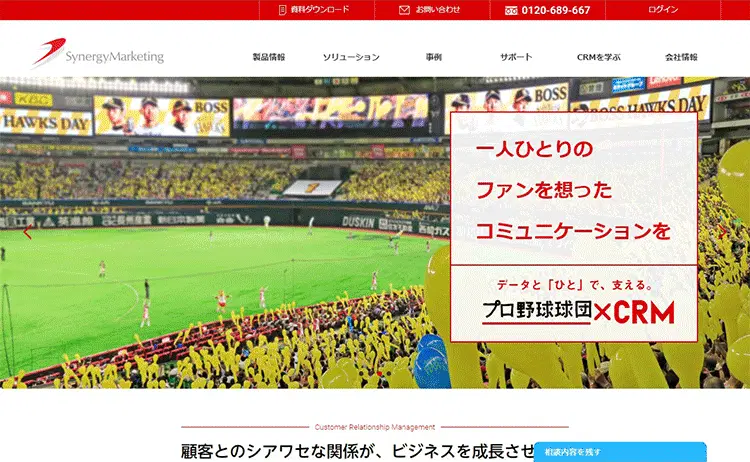 資料ダウンロード
お問い合わせ
0120-689-667
ログイン
SynergyMarketing
製品情報
ソリューション
事例
サポート
CRMを学ぶ
会社情報
KBC
BOSS
BOSS
HAWKS DAY
BOSS HAWKS
DUSKIN
一人ひとりの
ファンを想った
コミュニケーションを
データと「ひと」で、支える。
プロ野球球団×CRM
Customer Relationship Management
顧客とのシアワセな関係が、ビジネスを成長させ
相談内容を残す